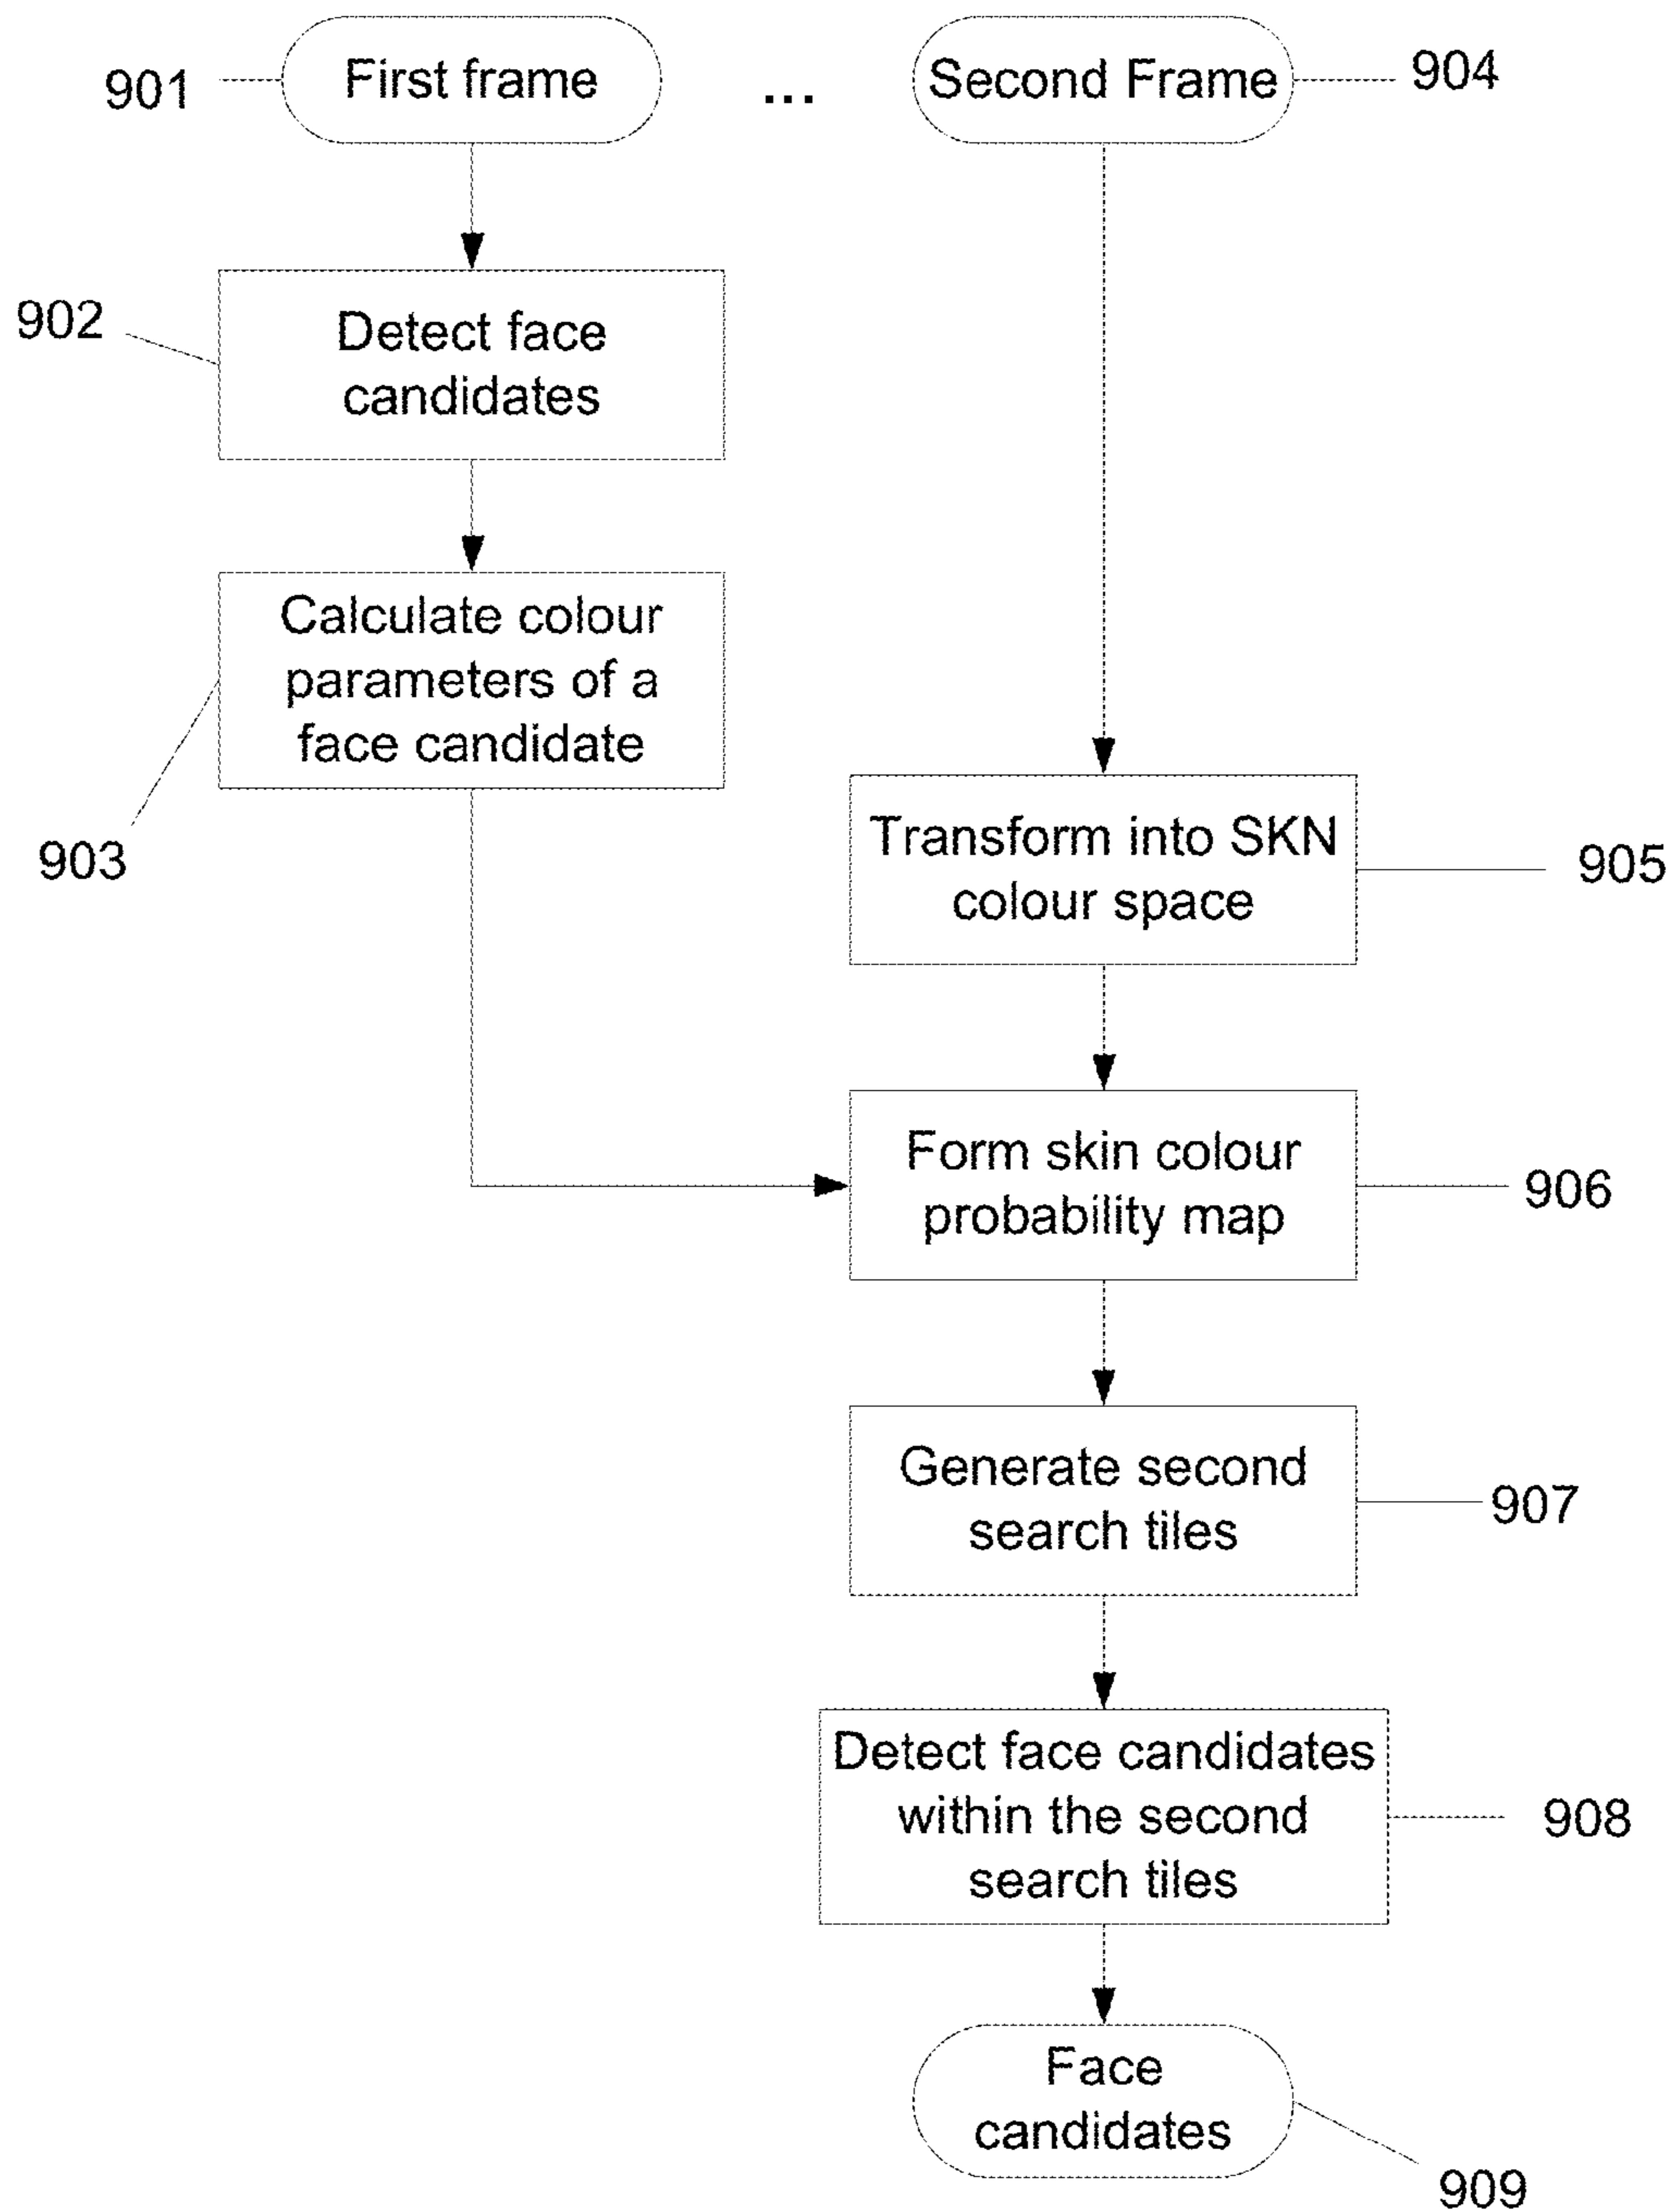 901
First frame
...
Second Frame
904
902
Detect face
candidates
903
Calculate colour
parameters of a
face candidate
Transform into SKN
colour space
905
Form skin colour
probability map
906
Generate second
search tiles
907
Detect face candidates
within the second
search tiles
908
Face
candidates
909